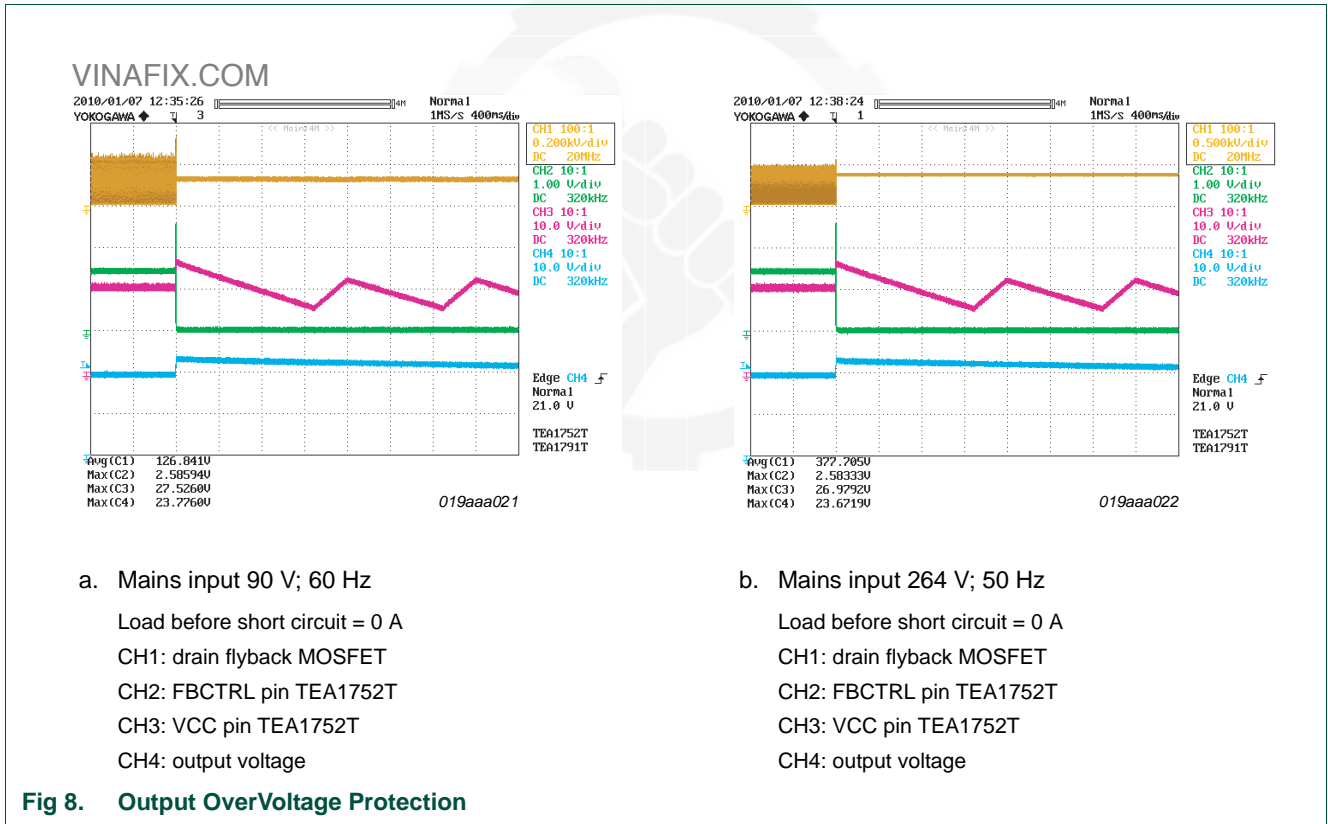 VINAFIX.COM
2010/01/07 12:35:26 4M Normal
YOKOGAWA 3 1MS/s 400ms/div
<< Main:4M >>
CH1 100:1
0.200kV/div
DC 20MHz
CH2 10:1
1.00 V/div
DC 320kHz
CH3 10:1
10.0 V/div
DC 320kHz
CH4 10:1
10.0 V/div
DC 320kHz
Edge CH4
Normal
21.0 V
TEA1752T
TEA1791T
Avg(C1) 126.841V
Max(C2) 2.58594V
Max(C3) 27.5260V
Max(C4) 23.7760V
019aaa021
2010/01/07 12:38:24 4M Normal
YOKOGAWA 1 1MS/s 400ms/div
<< Main:4M >>
CH1 100:1
0.500kV/div
DC 20MHz
CH2 10:1
1.00 V/div
DC 320kHz
CH3 10:1
10.0 V/div
DC 320kHz
CH4 10:1
10.0 V/div
DC 320kHz
Edge CH4
Normal
21.0 V
TEA1752T
TEA1791T
Avg(C1) 377.705V
Max(C2) 2.58333V
Max(C3) 26.9792V
Max(C4) 23.6719V
019aaa022
a. Mains input 90 V; 60 Hz
Load before short circuit = 0 A
CH1: drain flyback MOSFET
CH2: FBCTRL pin TEA1752T
CH3: VCC pin TEA1752T
CH4: output voltage
b. Mains input 264 V; 50 Hz
Load before short circuit = 0 A
CH1: drain flyback MOSFET
CH2: FBCTRL pin TEA1752T
CH3: VCC pin TEA1752T
CH4: output voltage
Fig 8. Output OverVoltage Protection